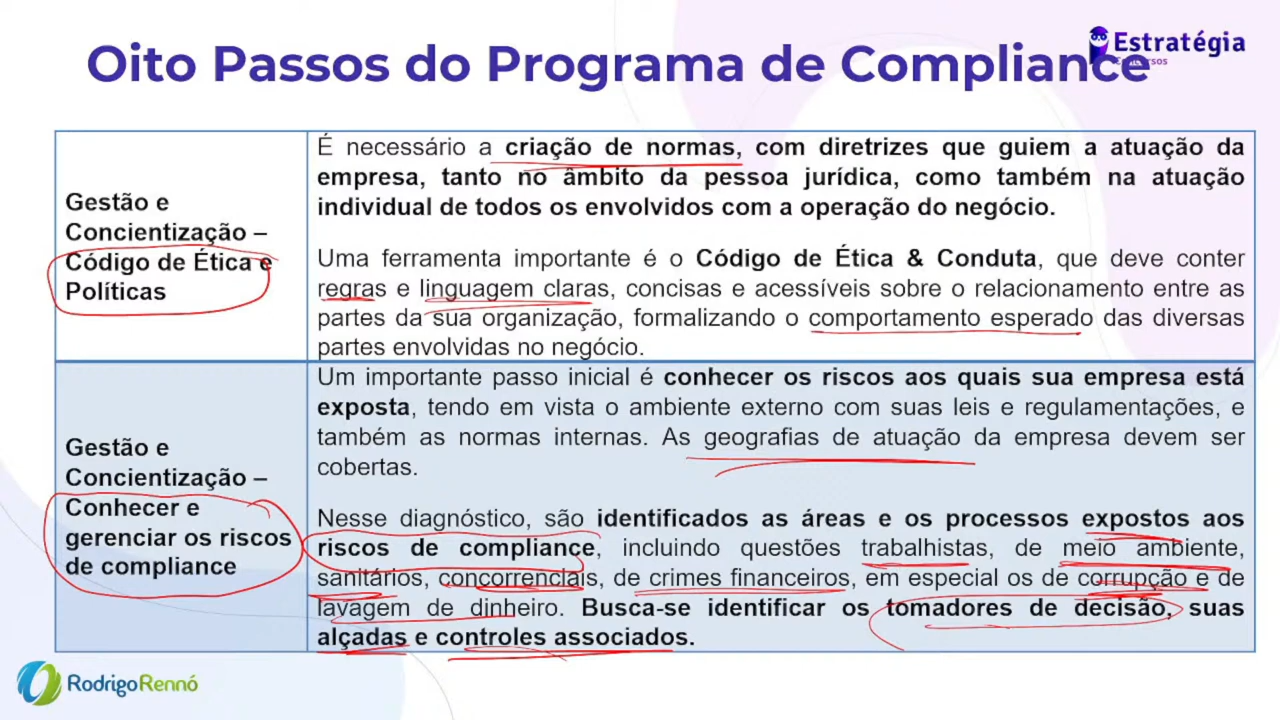 Oito Passos do Programa de Compliance
Estratégia
Gestão e
Concientização –
Código de Ética e
Políticas
É necessário a criação de normas, com diretrizes que guiem a atuação da
empresa, tanto no âmbito da pessoa jurídica, como também na atuação
individual de todos os envolvidos com a operação do negócio.
Uma ferramenta importante é o Código de Ética & Conduta, que deve conter
regras e linguagem claras, concisas e acessíveis sobre o relacionamento entre as
partes da sua organização, formalizando o comportamento esperado das diversas
partes envolvidas no negócio.
Gestão e
Concientização –
Conhecer e
gerenciar os riscos
de compliance
Um importante passo inicial é conhecer os riscos aos quais sua empresa está
exposta, tendo em vista o ambiente externo com suas leis e regulamentações, e
também as normas internas. As geografias de atuação da empresa devem ser
cobertas.
Nesse diagnóstico, são identificados as áreas e os processos expostos aos
riscos de compliance, incluindo questões trabalhistas, de meio ambiente,
sanitários, concorrenciais, de crimes financeiros, em especial os de corrupção e de
lavagem de dinheiro. Busca-se identificar os tomadores de decisão, suas
alçadas e controles associados.
RodrigoRennó